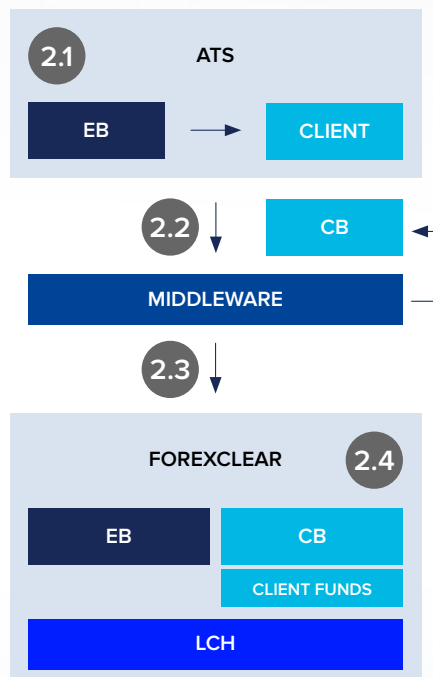 2.1
ATS
EB
CLIENT
2.2
CB
MIDDLEWARE
2.3
FOREXCLEAR
2.4
EB
CB
CLIENT FUNDS
LCH